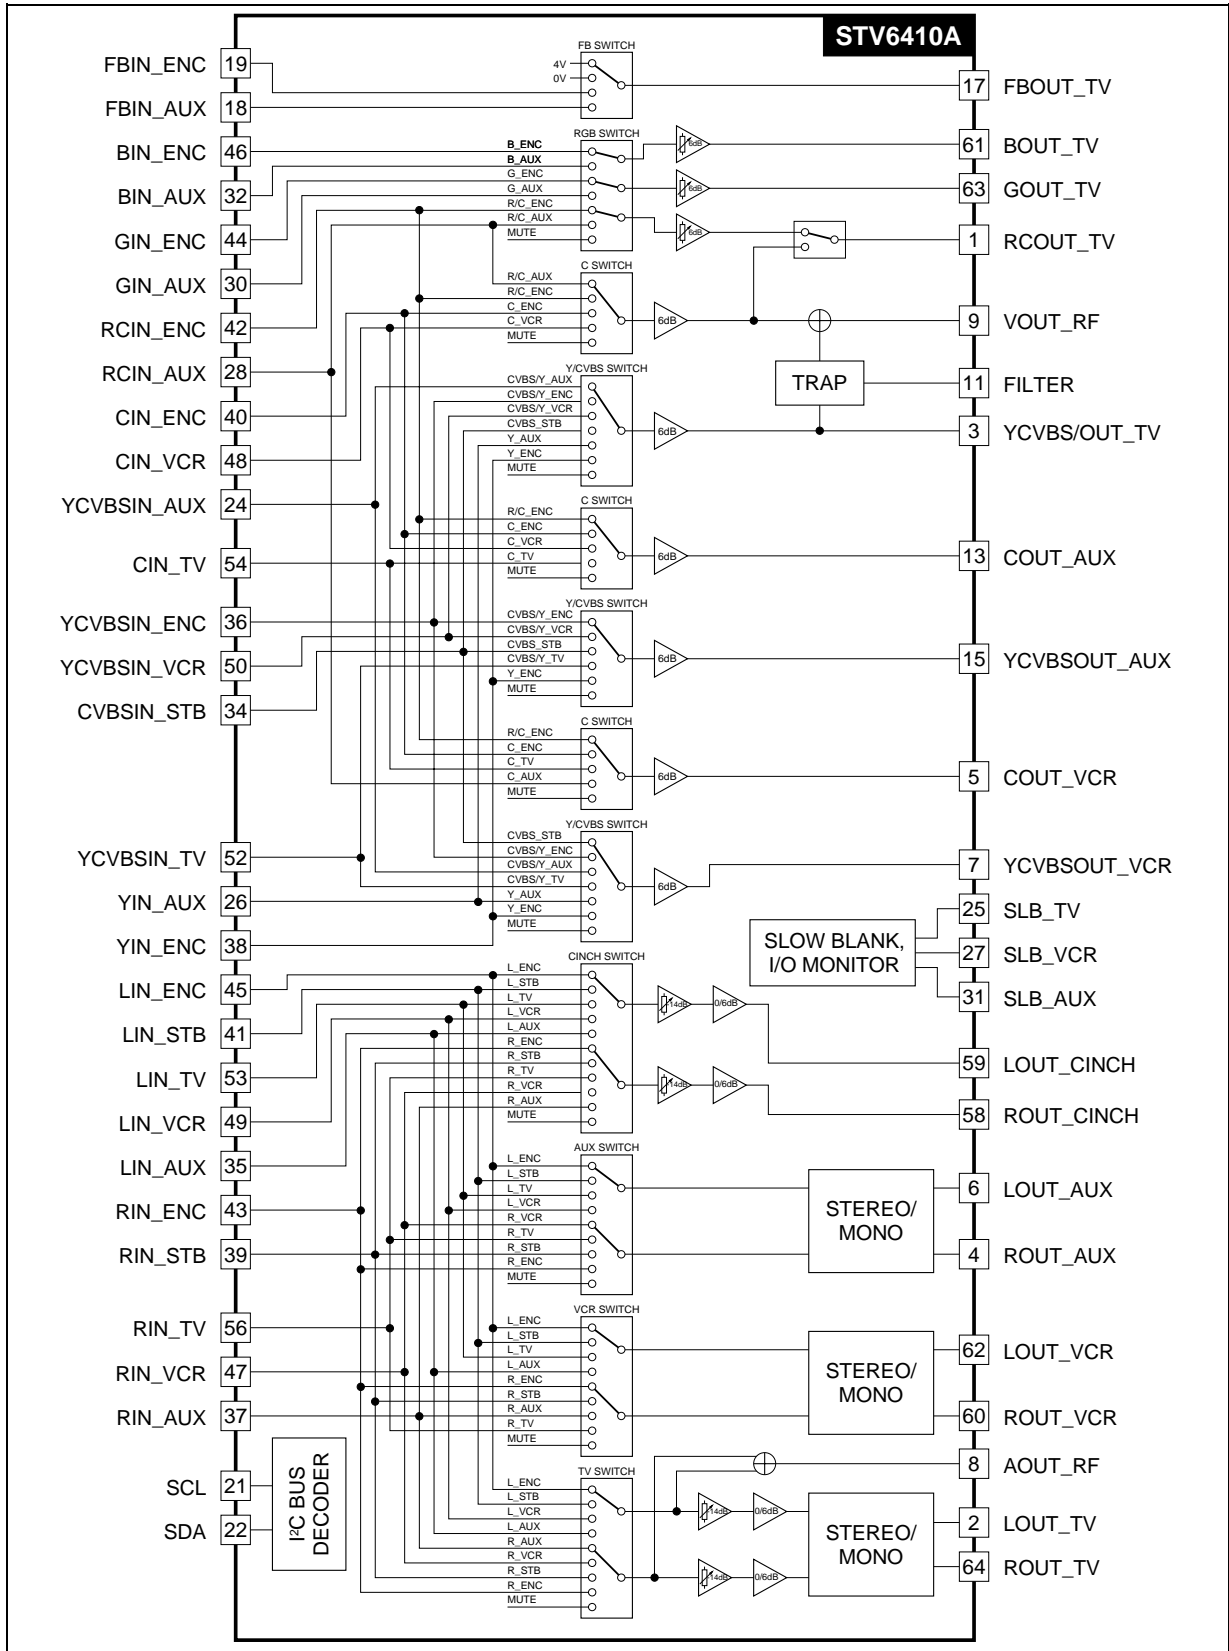 STV6410A
FBIN_ENC 19
FBIN_AUX 18
BIN_ENC 46
BIN_AUX 32
GIN_ENC 44
GIN_AUX 30
RCIN_ENC 42
RCIN_AUX 28
CIN_ENC 40
CIN_VCR 48
YCVBSIN_AUX 24
CIN_TV 54
YCVBSIN_ENC 36
YCVBSIN_VCR 50
CVBSIN_STB 34
YCVBSIN_TV 52
YIN_AUX 26
YIN_ENC 38
LIN_ENC 45
LIN_STB 41
LIN_TV 53
LIN_VCR 49
LIN_AUX 35
RIN_ENC 43
RIN_STB 39
RIN_TV 56
RIN_VCR 47
RIN_AUX 37
SCL 21
SDA 22
I²C BUS
DECODER
FB SWITCH
4V
0V
RGB SWITCH
B_ENC
B_AUX
G_ENC
G_AUX
R/C_ENC
R/C_AUX
MUTE
6dB
6dB
6dB
C SWITCH
R/C_AUX
R/C_ENC
C_ENC
C_VCR
MUTE
6dB
Y/CVBS SWITCH
CVBS/Y_AUX
CVBS/Y_ENC
CVBS/Y_VCR
CVBS_STB
Y_AUX
Y_ENC
MUTE
6dB
TRAP
C SWITCH
R/C_ENC
C_ENC
C_VCR
C_TV
MUTE
6dB
Y/CVBS SWITCH
CVBS/Y_ENC
CVBS/Y_VCR
CVBS_STB
CVBS/Y_TV
Y_ENC
MUTE
6dB
C SWITCH
R/C_ENC
C_ENC
C_TV
C_AUX
MUTE
6dB
Y/CVBS SWITCH
CVBS_STB
CVBS/Y_ENC
CVBS/Y_AUX
CVBS/Y_TV
Y_AUX
Y_ENC
MUTE
6dB
SLOW BLANK,
I/O MONITOR
CINCH SWITCH
L_ENC
L_STB
L_TV
L_VCR
L_AUX
R_ENC
R_STB
R_TV
R_VCR
R_AUX
MUTE
14dB 0/6dB
14dB 0/6dB
AUX SWITCH
L_ENC
L_STB
L_TV
L_VCR
R_VCR
R_TV
R_STB
R_ENC
MUTE
STEREO/
MONO
VCR SWITCH
L_ENC
L_STB
L_TV
L_AUX
R_ENC
R_STB
R_AUX
R_TV
MUTE
STEREO/
MONO
TV SWITCH
L_ENC
L_STB
L_VCR
L_AUX
R_AUX
R_VCR
R_STB
R_ENC
MUTE
14dB 0/6dB
14dB 0/6dB
STEREO/
MONO
17 FBOUT_TV
61 BOUT_TV
63 GOUT_TV
1 RCOUT_TV
9 VOUT_RF
11 FILTER
3 YCVBS/OUT_TV
13 COUT_AUX
15 YCVBSOUT_AUX
5 COUT_VCR
7 YCVBSOUT_VCR
25 SLB_TV
27 SLB_VCR
31 SLB_AUX
59 LOUT_CINCH
58 ROUT_CINCH
6 LOUT_AUX
4 ROUT_AUX
62 LOUT_VCR
60 ROUT_VCR
8 AOUT_RF
2 LOUT_TV
64 ROUT_TV